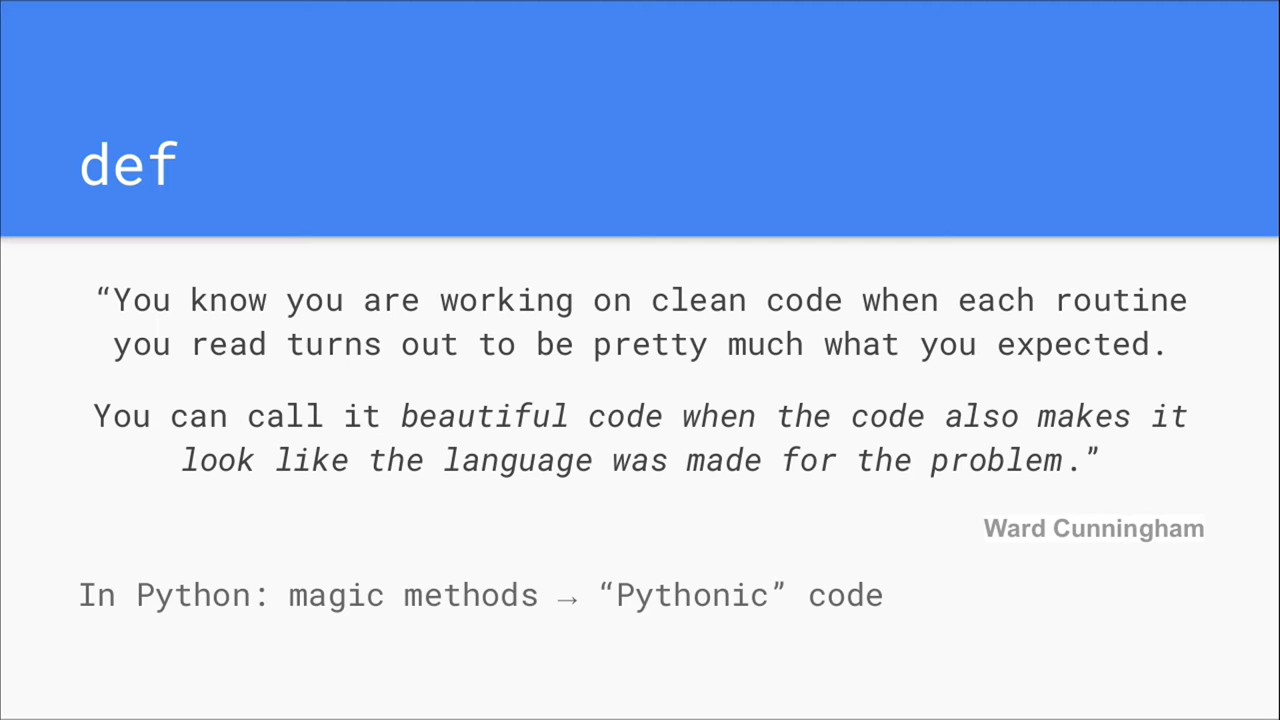 def
“You know you are working on clean code when each routine
you read turns out to be pretty much what you expected.
You can call it beautiful code when the code also makes it
look like the language was made for the problem.”
Ward Cunningham
In Python: magic methods → “Pythonic” code